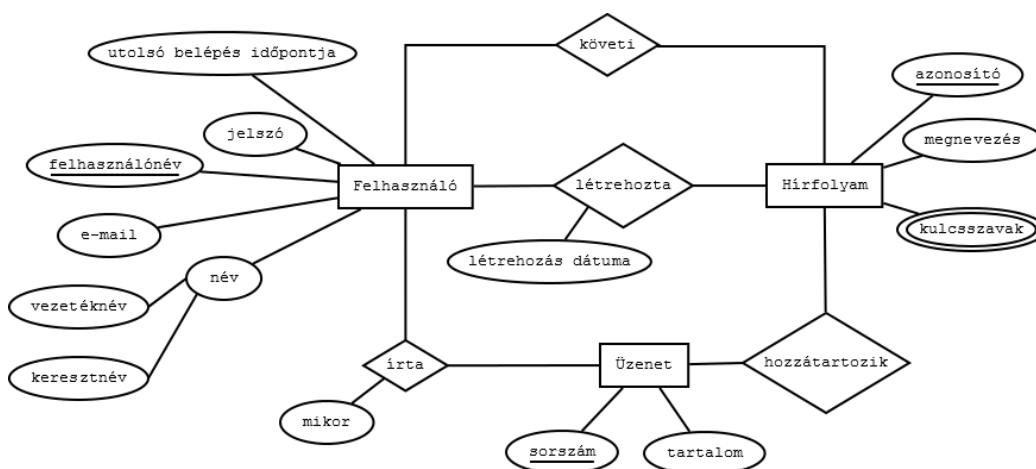 utolsó belépés időpontja
követi
azonosító
jelszó
megnevezés
felhasználónév
Felhasználó
létrehozta
Hírfolyam
e-mail
kulcsszavak
név
létrehozás dátuma
vezetéknév
keresztnév
írta
Üzenet
hozzátartozik
mikor
sorszám
tartalom